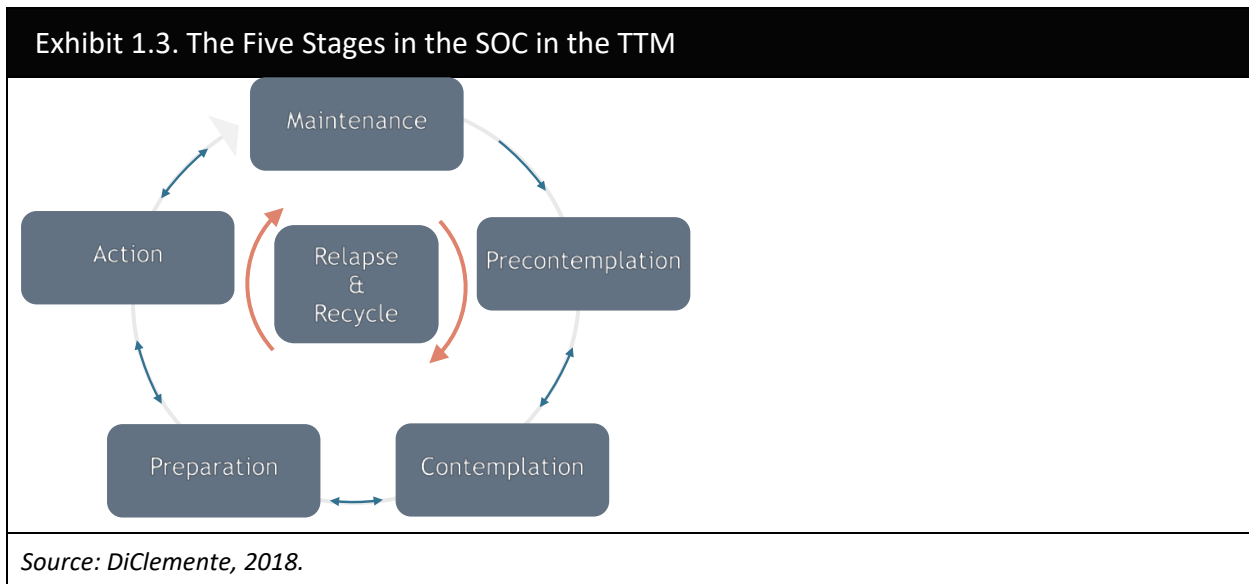 Exhibit 1.3. The Five Stages in the SOC in the TTM
Maintenance
Action
Relapse
&
Recycle
Precontemplation
Preparation
Contemplation
Source: DiClemente, 2018.